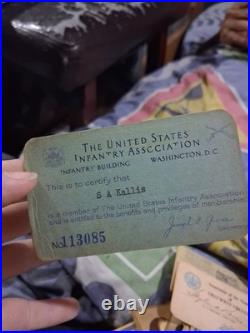 THE UNITED STATES
INFANTRY ASSOCIATION
INFANTRY BUILDING WASHINGTON, D.C.
This is to certify that
S A Kallis
is a member of The United States Infantry Association
and is entitled to the benefits and privileges of membership.
No. 113085